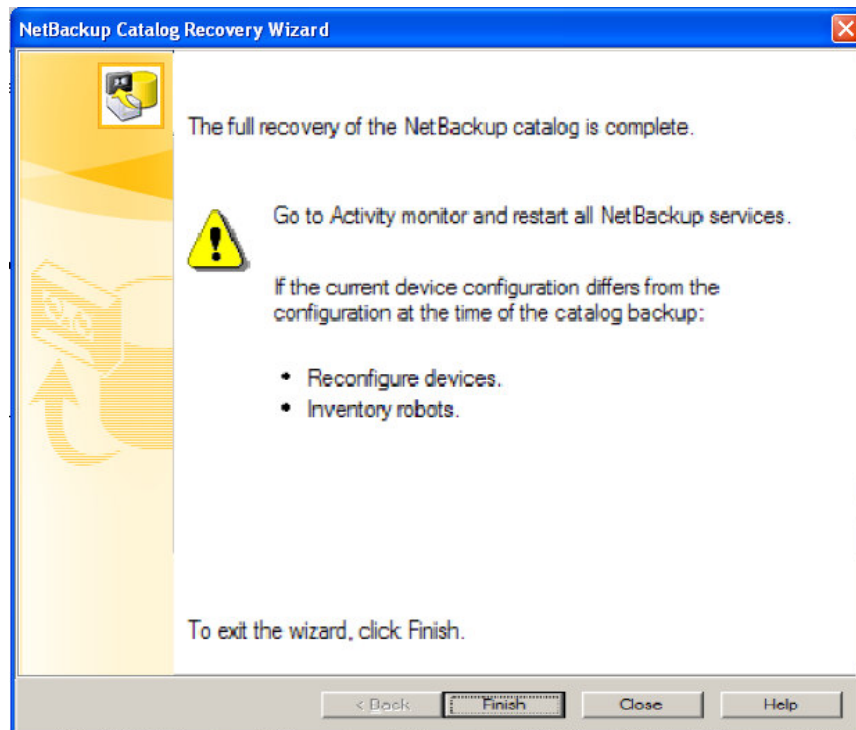 NetBackup Catalog Recovery Wizard
The full recovery of the NetBackup catalog is complete.
Go to Activity monitor and restart all NetBackup services.
If the current device configuration differs from the
configuration at the time of the catalog backup:
• Reconfigure devices.
• Inventory robots.
To exit the wizard, click Finish.
< Back Finish Close Help